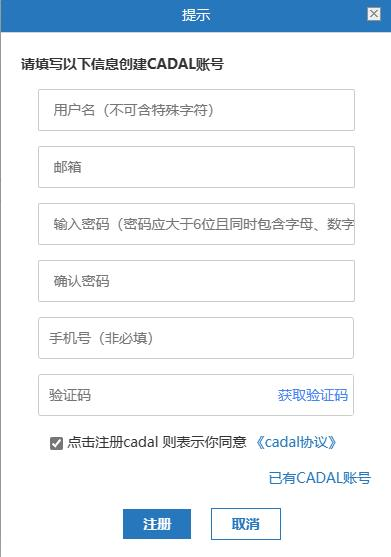 提示
请填写以下信息创建CADAL账号
用户名（不可含特殊字符）
邮箱
输入密码（密码应大于6位且同时包含字母、数字
确认密码
手机号（非必填）
验证码 获取验证码
点击注册cadal 则表示你同意 《cadal协议》
已有CADAL账号
注册 取消